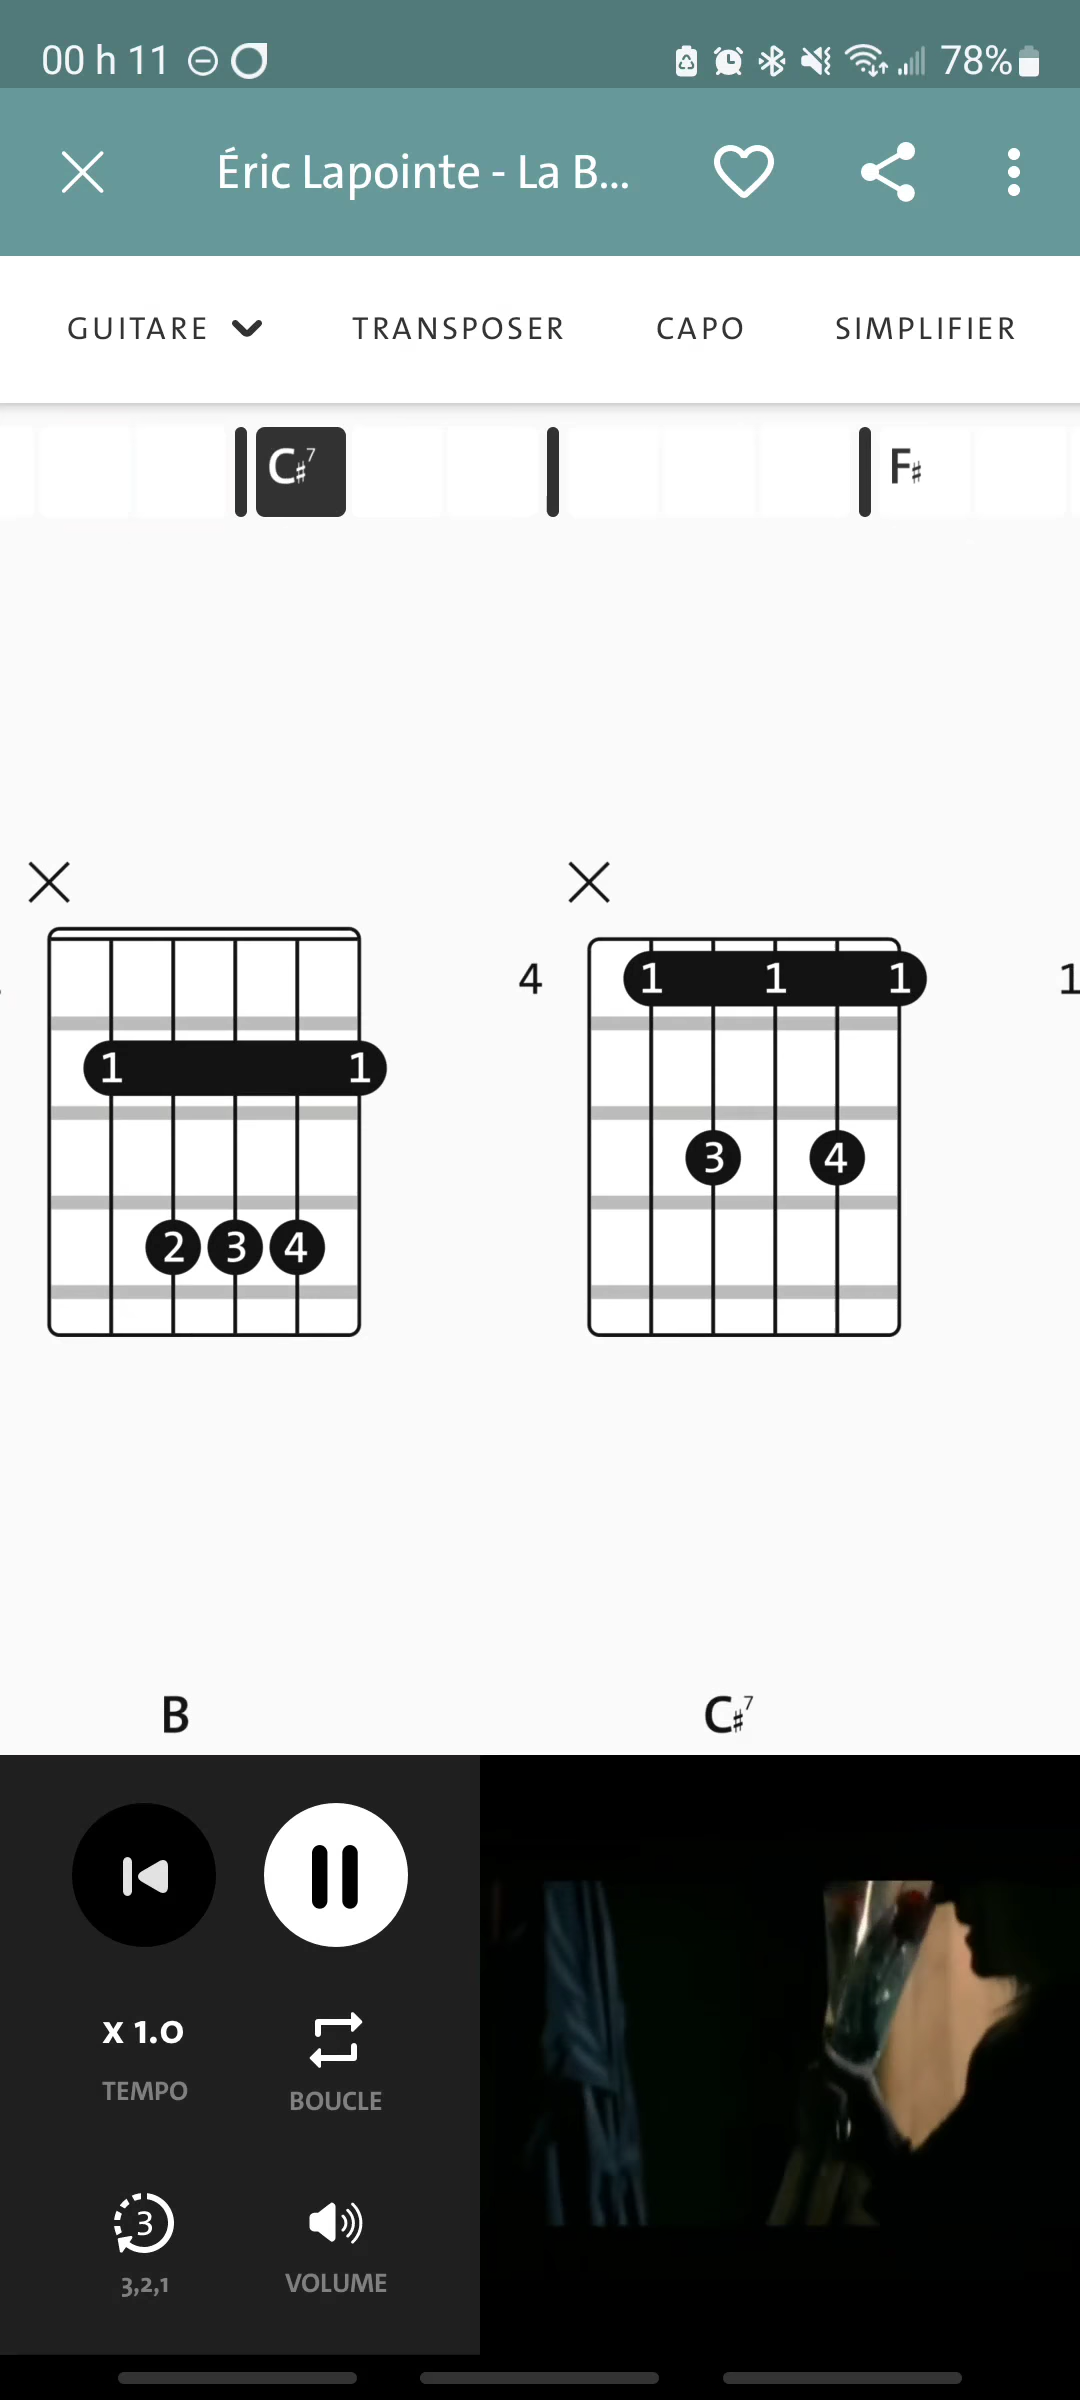 00 h 11 78%
Éric Lapointe - La B...
GUITARE TRANSPOSER CAPO SIMPLIFIER
C♯7 F♯
4 1 1 1 1
1 1
3 4
2 3 4
B C♯7
x 1.0
TEMPO BOUCLE
3
3,2,1 VOLUME